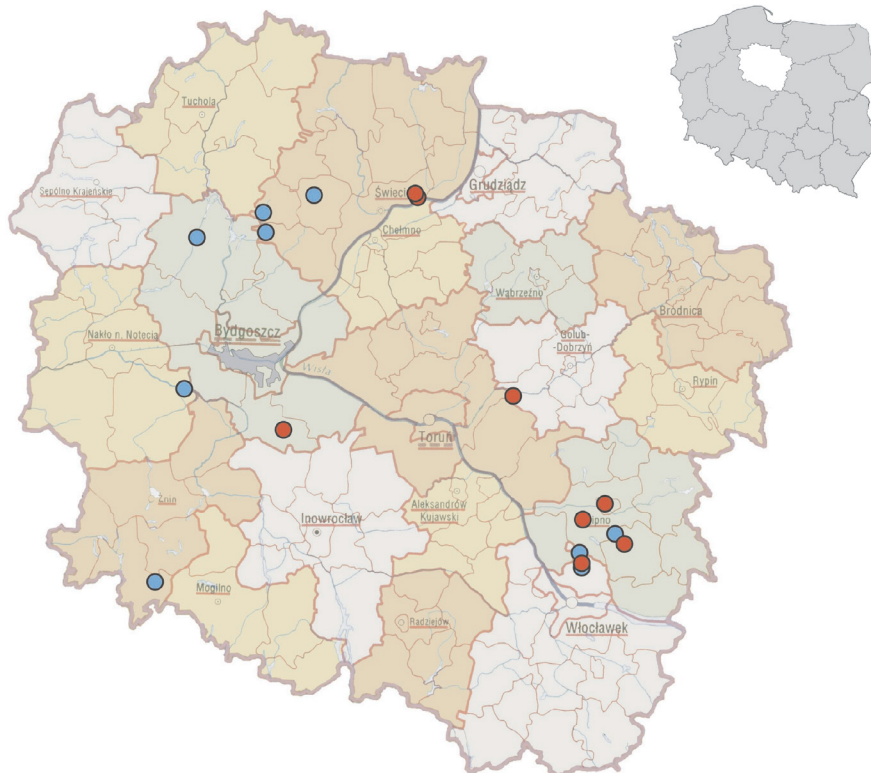 Tuchola
Sępólno Krajeńskie
Świecie
Grudziądz
Chełmno
Wąbrzeźno
Brodnica
Bydgoszcz
Nakło n. Notecią
Golub-
Dobrzyń
Rypin
Wisła
Toruń
Żnin
Aleksandrów
Kujawski
Inowrocław
Lipno
Mogilno
Radziejów
Włocławek